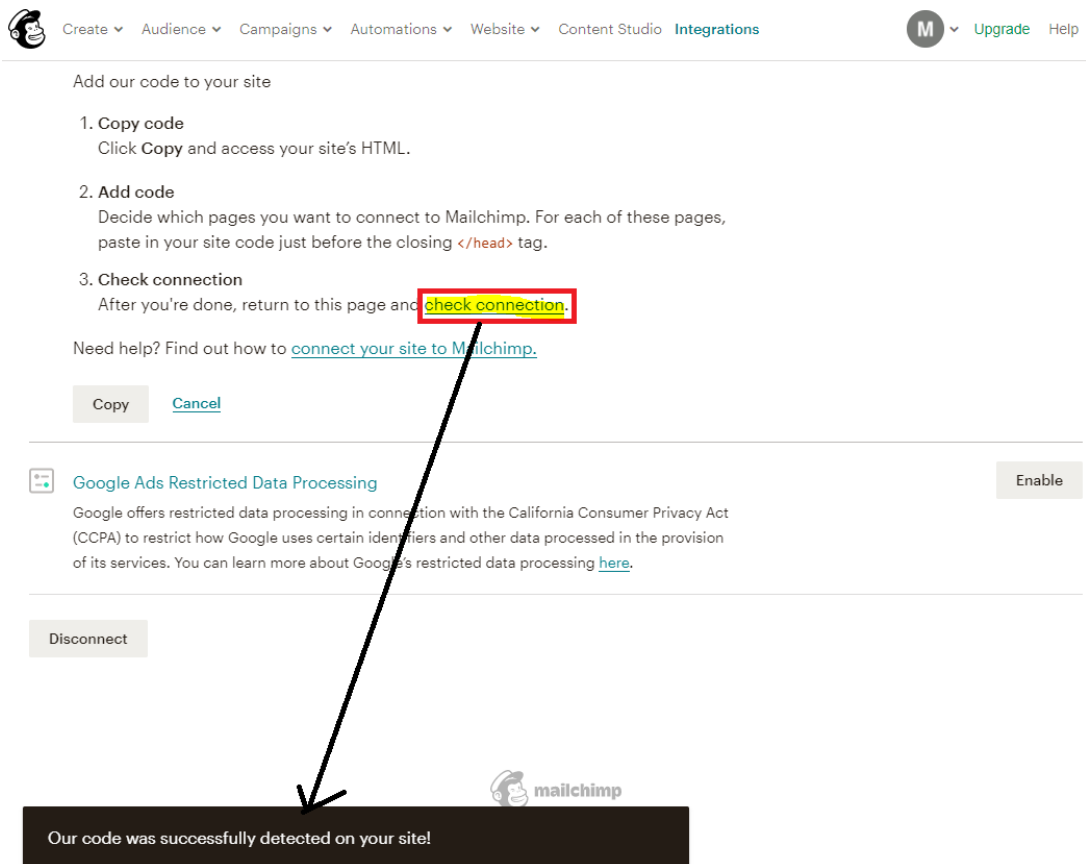 Create Audience Campaigns Automations Website Content Studio Integrations M Upgrade Help
Add our code to your site
1. Copy code
Click Copy and access your site's HTML.
2. Add code
Decide which pages you want to connect to Mailchimp. For each of these pages,
paste in your site code just before the closing </head> tag.
3. Check connection
After you're done, return to this page and check connection.
Need help? Find out how to connect your site to Mailchimp.
Copy Cancel
Google Ads Restricted Data Processing Enable
Google offers restricted data processing in connection with the California Consumer Privacy Act
(CCPA) to restrict how Google uses certain identifiers and other data processed in the provision
of its services. You can learn more about Google's restricted data processing here.
Disconnect
mailchimp
Our code was successfully detected on your site!